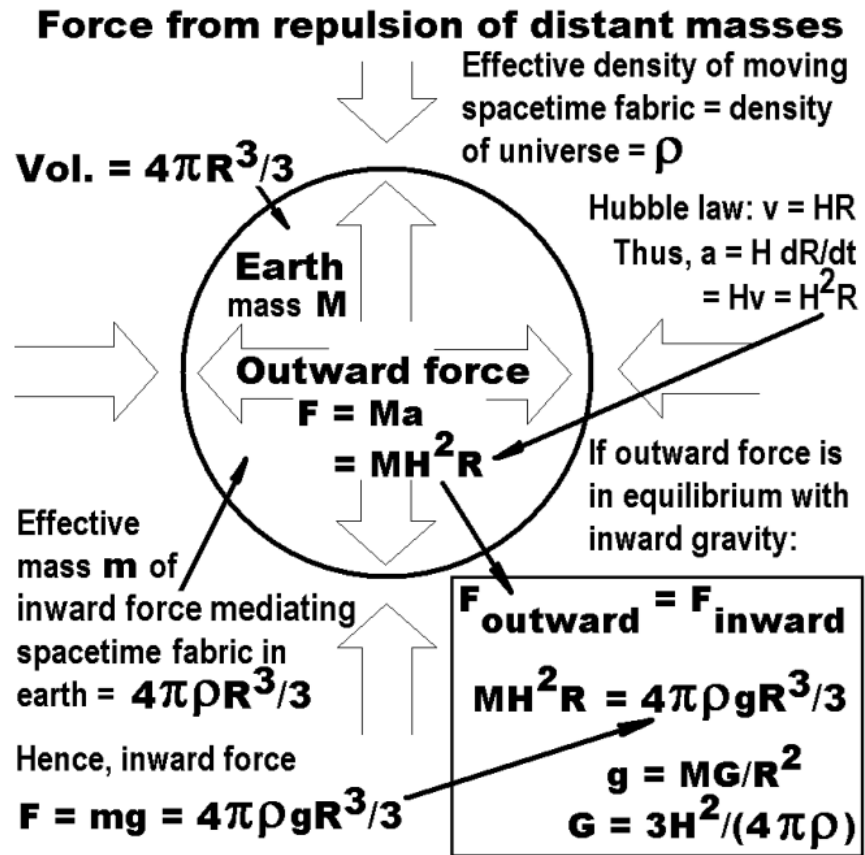 Force from repulsion of distant masses
Effective density of moving
spacetime fabric = density
of universe = ρ
Vol. = 4πR³/3
Hubble law: v = HR
Thus, a = H dR/dt
= Hv = H²R
Earth
mass M
Outward force
F = Ma
= MH²R
If outward force is
in equilibrium with
inward gravity:
Effective
mass m of
inward force mediating
spacetime fabric in
earth = 4πρR³/3
Hence, inward force
F = mg = 4πρgR³/3
F outward = F inward
MH²R = 4πρgR³/3
g = MG/R²
G = 3H²/(4πρ)